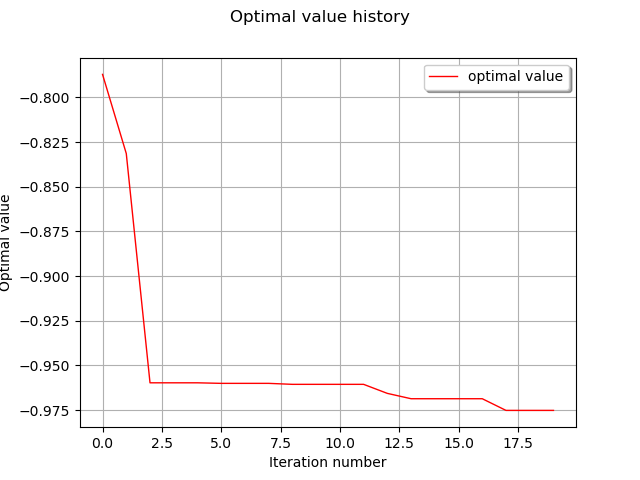 Optimal value history
optimal value
−0.800
−0.825
−0.850
−0.875
−0.900
−0.925
−0.950
−0.975
Optimal value
0.0 2.5 5.0 7.5 10.0 12.5 15.0 17.5
Iteration number